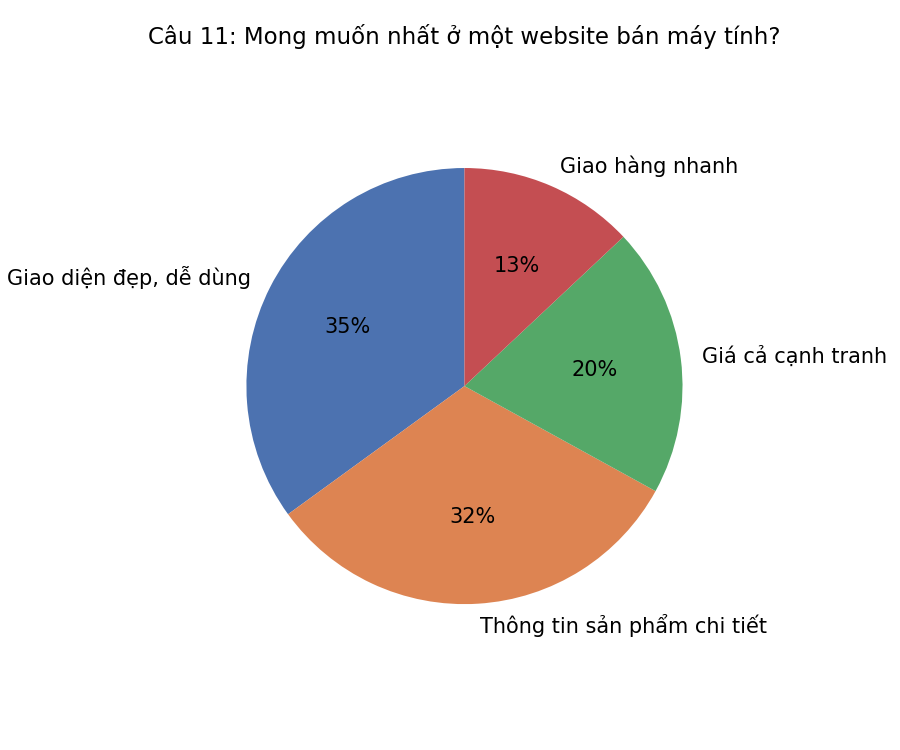 Câu 11: Mong muốn nhất ở một website bán máy tính?
Giao hàng nhanh
13%
Giao diện đẹp, dễ dùng
35%
Giá cả cạnh tranh
20%
32%
Thông tin sản phẩm chi tiết